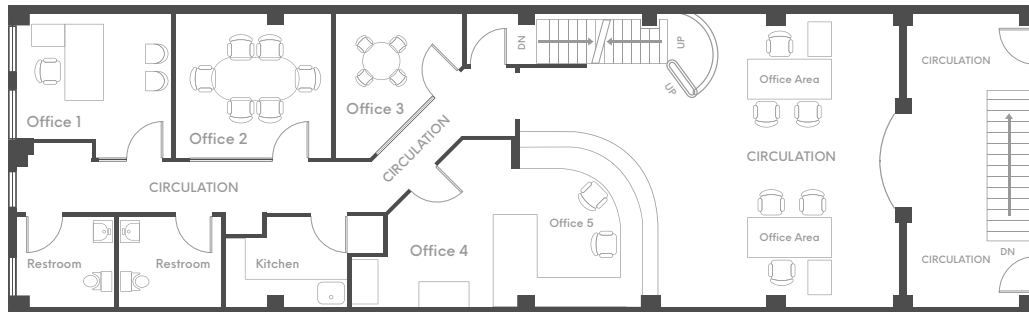 DN
UP
UP
CIRCULATION
Office Area
Office 1
Office 2
Office 3
CIRCULATION
CIRCULATION
CIRCULATION
Office 5
Office 4
Office Area
Restroom
Restroom
Kitchen
CIRCULATION
DN